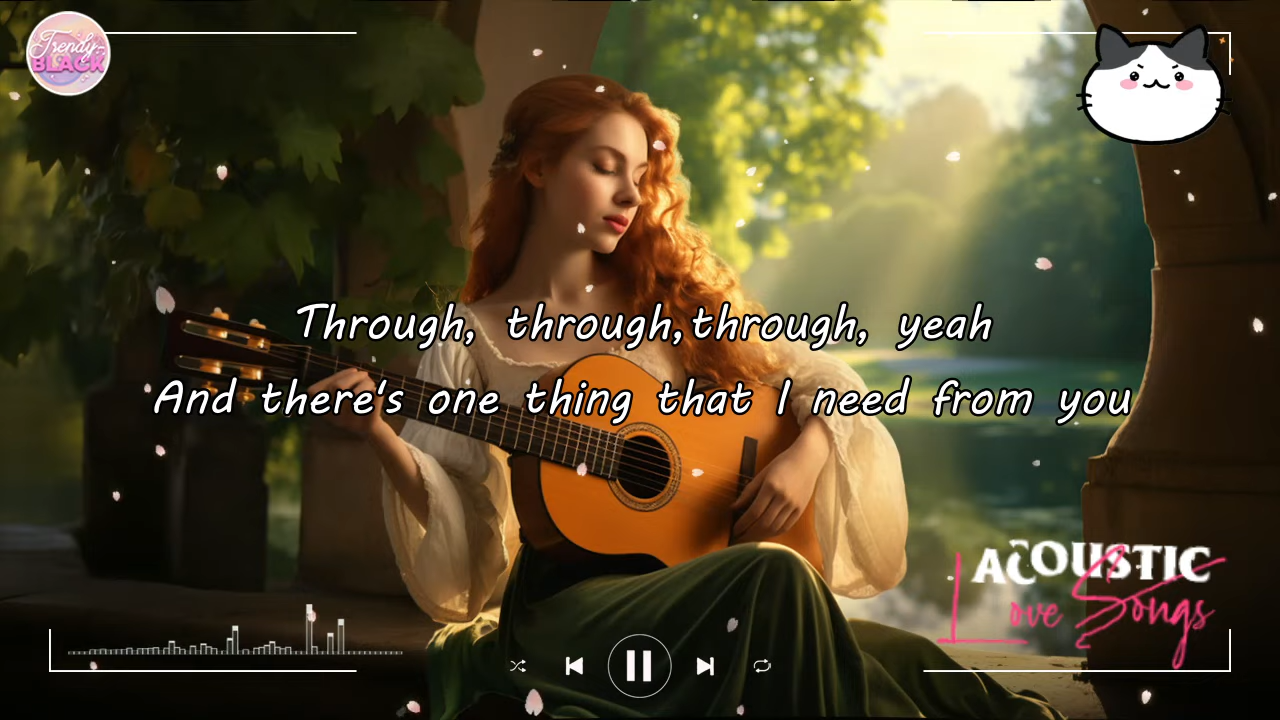 Trendy
BLACK
Through, through, through, yeah
And there's one thing that I need from you
ACOUSTIC
Love Songs